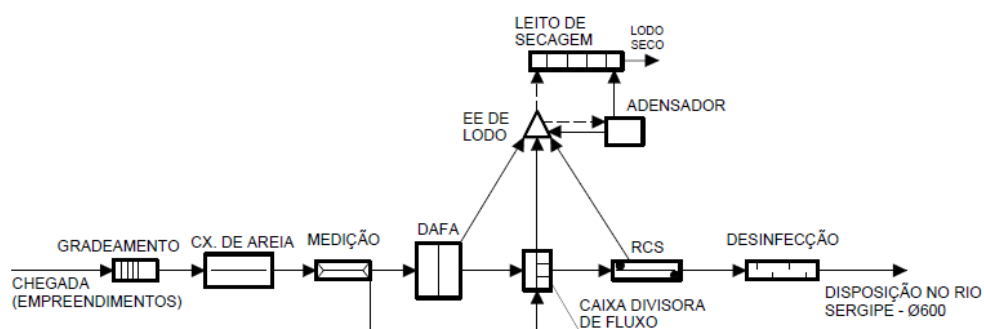 LEITO DE
SECAGEM
LODO
SECO
EE DE
LODO
ADENSADOR
GRADEAMENTO
CX. DE AREIA
MEDIÇÃO
DAFA
RCS
DESINFECÇÃO
CHEGADA
(EMPREENDIMENTOS)
CAIXA DIVISORA
DE FLUXO
DISPOSIÇÃO NO RIO
SERGIPE - Ø600